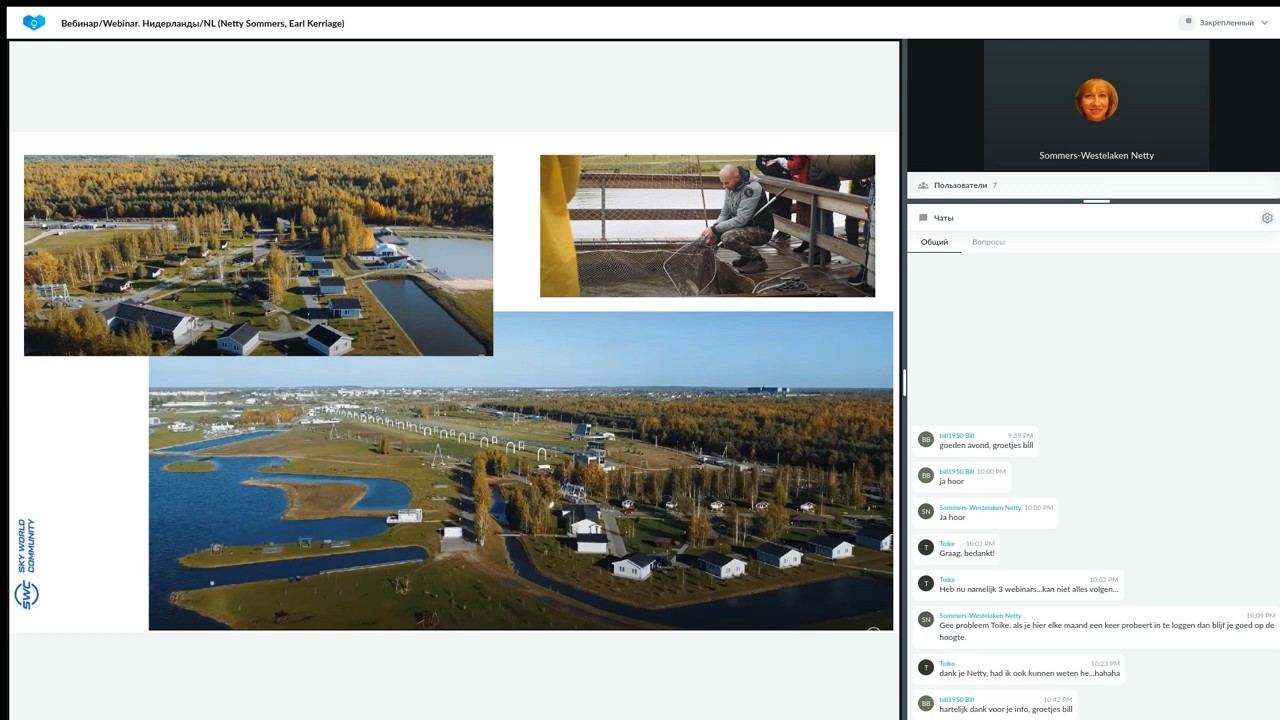 Вебинар/Webinar. Нидерланды/NL (Netty Sommers, Earl Kerriage)
Закрепленный
Sommers-Westelaken Netty
Пользователи 7
Чаты
Общий Вопросы
BB bill1950 Bill 9:59 PM
goeden avond, groetjes bill
BB bill1950 Bill 10:00 PM
ja hoor
SN Sommers-Westelaken Netty 10:00 PM
Ja hoor
T Toike 10:01 PM
Graag, bedankt!
T Toike 10:02 PM
Heb nu namelijk 3 webinars...kan niet alles volgen...
SN Sommers-Westelaken Netty 10:09 PM
Gee probleem Toike, als je hier elke maand een keer probeert in te loggen dan blijf je goed op de
hoogte.
T Toike 10:23 PM
dank je Netty, had ik ook kunnen weten he...hahaha
BB bill1950 Bill 10:42 PM
hartelijk dank voor je info, groetjes bill
SWC SKY WORLD
COMMUNITY